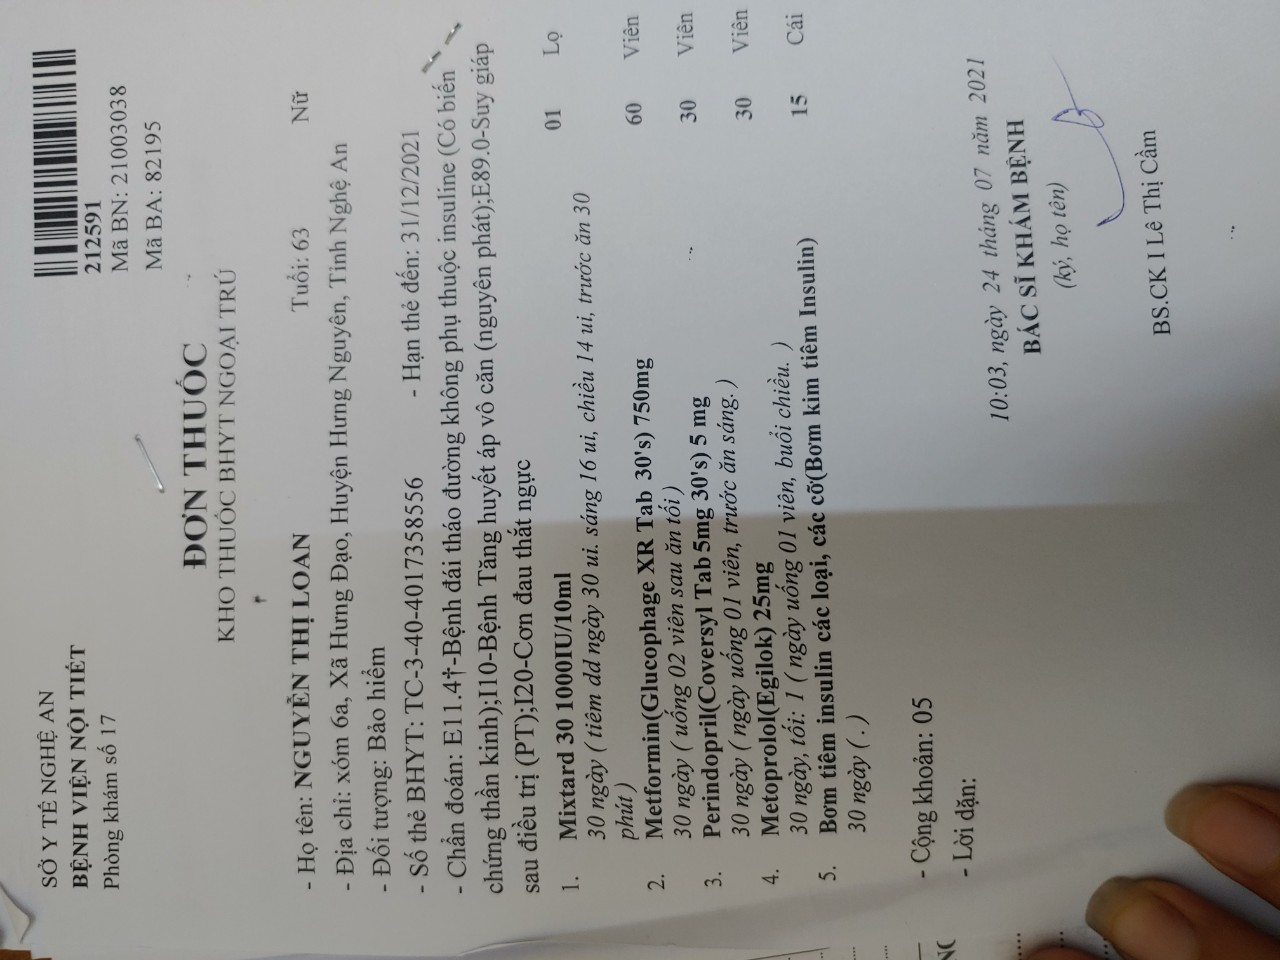 SỞ Y TẾ NGHỆ AN
BỆNH VIỆN NỘI TIẾT
Phòng khám số 17
212591
Mã BN: 21003038
Mã BA: 82195
ĐƠN THUỐC
KHO THUỐC BHYT NGOẠI TRÚ
- Họ tên: NGUYỄN THỊ LOAN Tuổi: 63 Nữ
- Địa chỉ: xóm 6a, Xã Hưng Đạo, Huyện Hưng Nguyên, Tỉnh Nghệ An
- Đối tượng: Bảo hiểm
- Số thẻ BHYT: TC-3-40-4017358556 - Hạn thẻ đến: 31/12/2021
- Chẩn đoán: E11.4†-Bệnh đái tháo đường không phụ thuộc insuline (Có biến
chứng thần kinh);I10-Bệnh Tăng huyết áp vô căn (nguyên phát);E89.0-Suy giáp
sau điều trị (PT);I20-Cơn đau thắt ngực
1. Mixtard 30 1000IU/10ml 01 Lọ
30 ngày ( tiêm dd ngày 30 ui. sáng 16 ui, chiều 14 ui, trước ăn 30
phút )
2. Metformin(Glucophage XR Tab 30's) 750mg 60 Viên
30 ngày ( uống 02 viên sau ăn tối )
3. Perindopril(Coversyl Tab 5mg 30's) 5 mg 30 Viên
30 ngày ( ngày uống 01 viên, trước ăn sáng. )
4. Metoprolol(Egilok) 25mg 30 Viên
30 ngày, tối: 1 ( ngày uống 01 viên, buổi chiều. )
5. Bơm tiêm insulin các loại, các cỡ(Bơm kim tiêm Insulin) 15 Cái
30 ngày ( . )
- Cộng khoản: 05
- Lời dặn:
10:03, ngày 24 tháng 07 năm 2021
BÁC SĨ KHÁM BỆNH
(ký, họ tên)
BS.CK I Lê Thị Cầm